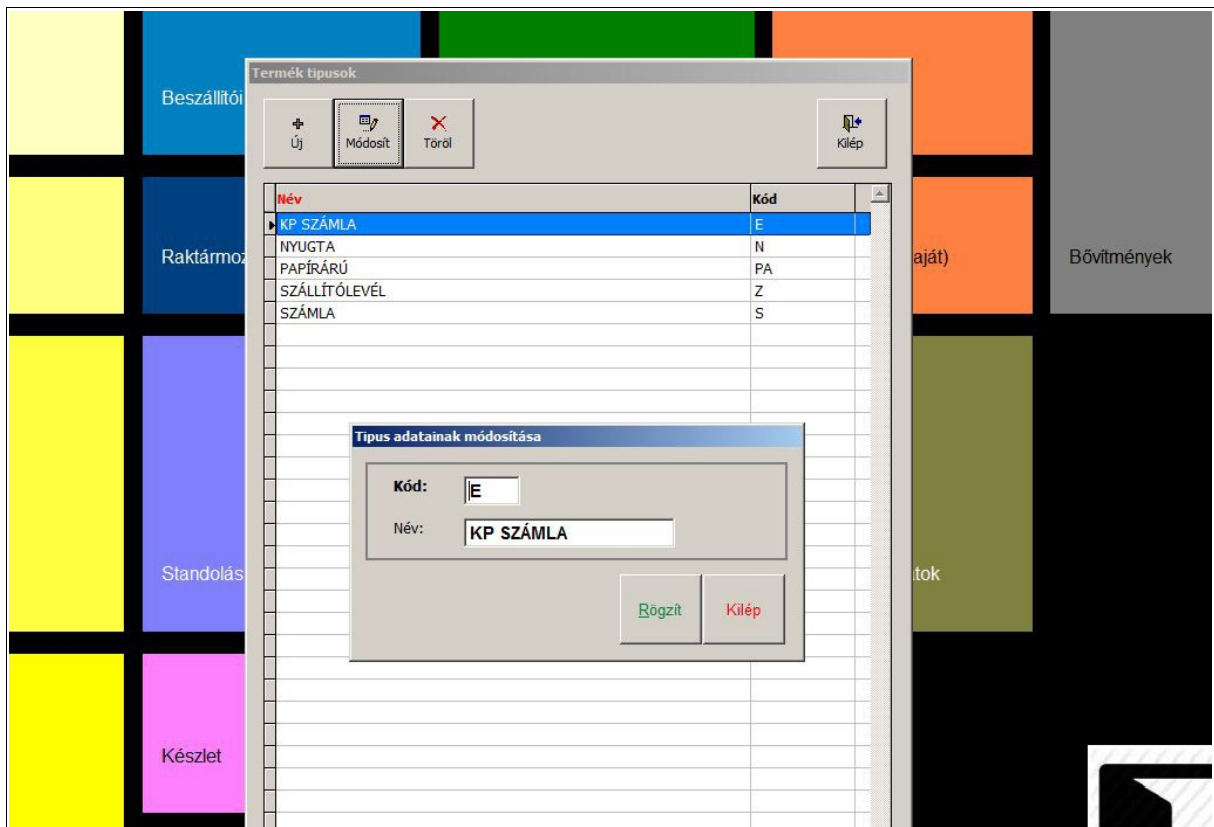 Termék tipusok
Beszállítói
Új
Módosít
Töröl
Kilép
Név Kód
KP SZÁMLA E
NYUGTA N
PAPÍRÁRÚ PA
SZÁLLÍTÓLEVÉL Z
SZÁMLA S
Raktármoz
aját)
Bővítmények
Tipus adatainak módosítása
Kód: E
Név: KP SZÁMLA
Rögzít
Kilép
Standolás
tok
Készlet